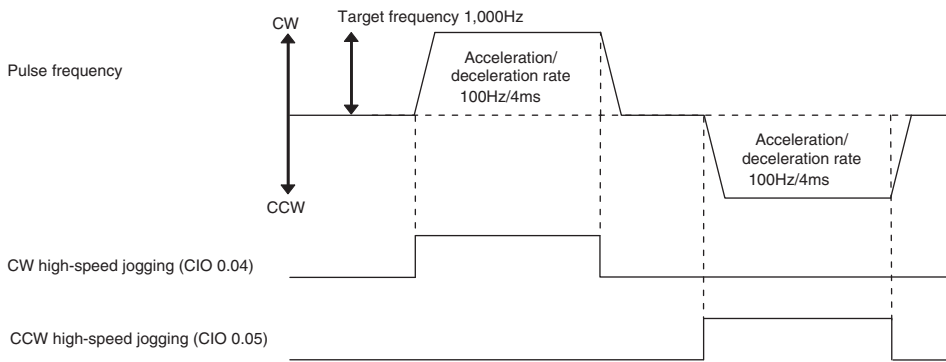 CW
Target frequency 1,000Hz
Pulse frequency
Acceleration/
deceleration rate
100Hz/4ms
Acceleration/
deceleration rate
100Hz/4ms
CCW
CW high-speed jogging (CIO 0.04)
CCW high-speed jogging (CIO 0.05)